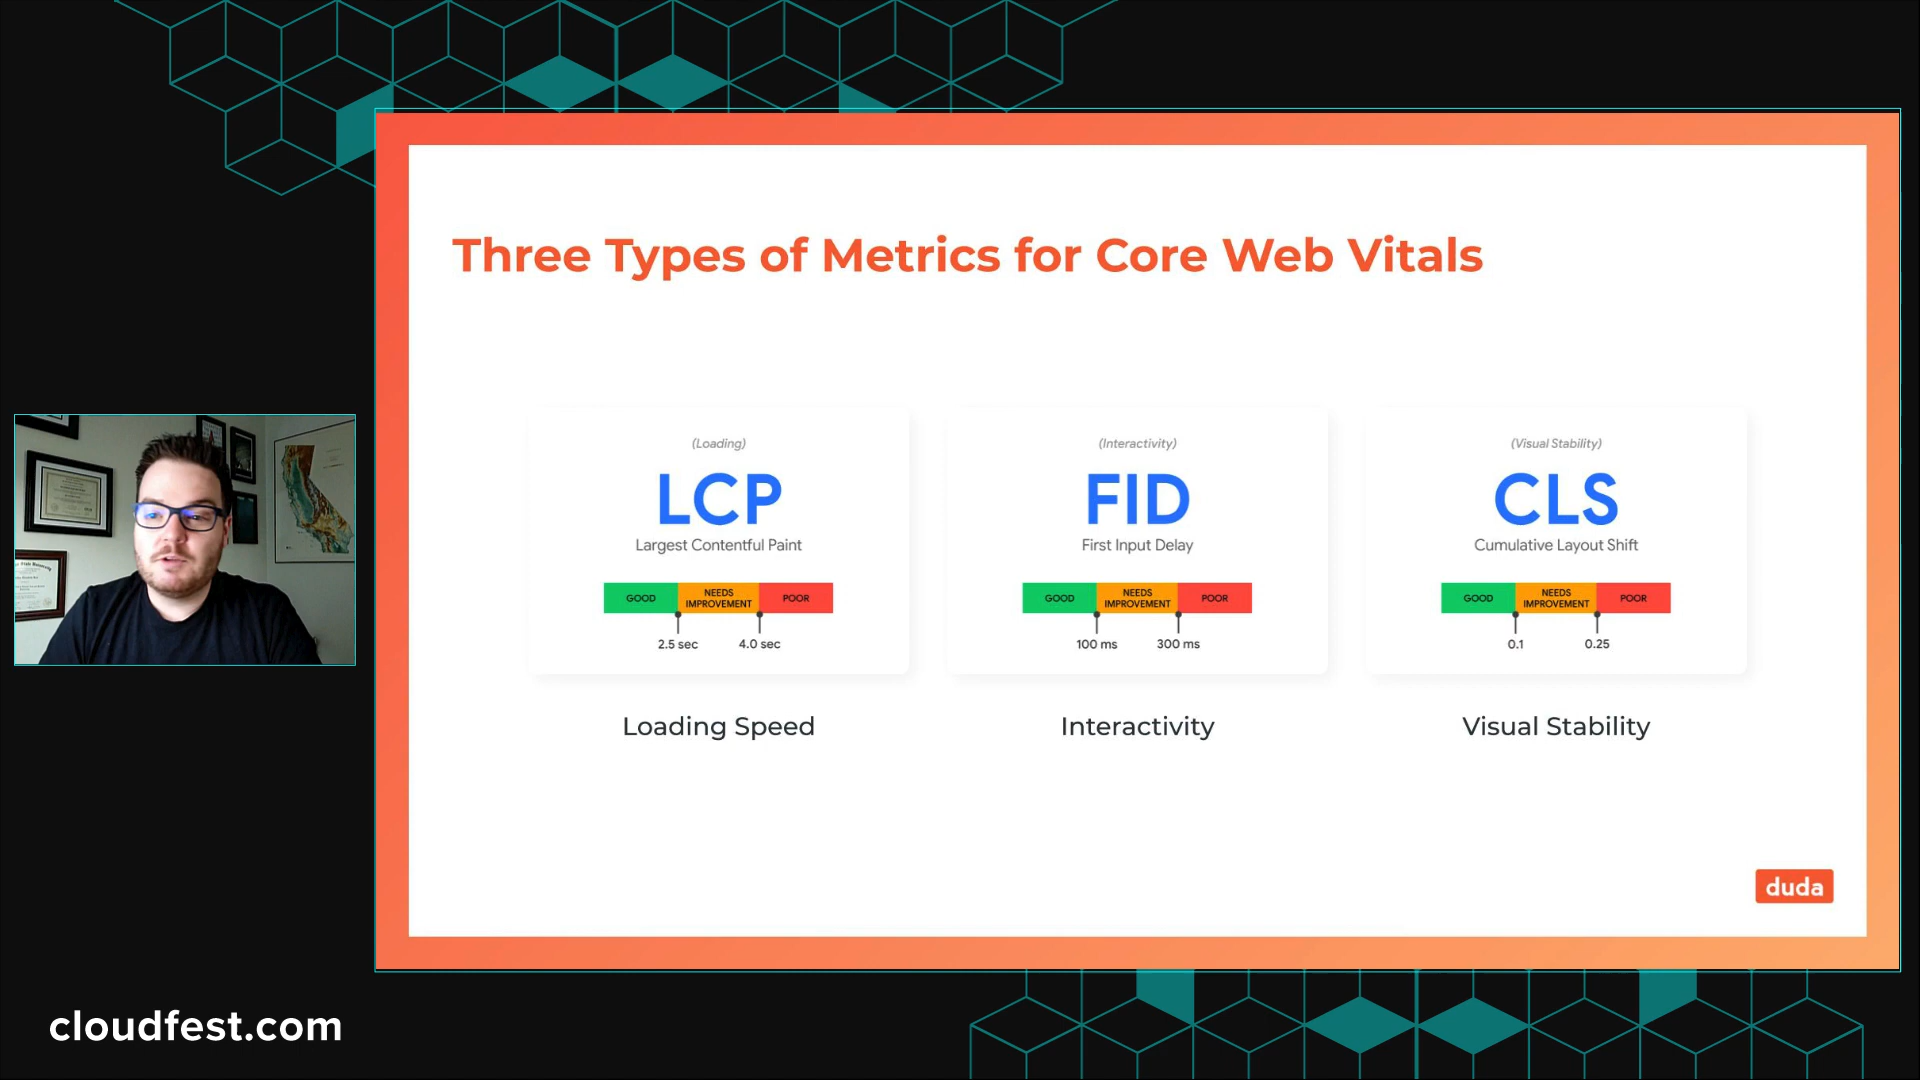 Three Types of Metrics for Core Web Vitals
(Loading)
LCP
Largest Contentful Paint
GOOD
NEEDS
IMPROVEMENT
POOR
2.5 sec
4.0 sec
Loading Speed
(Interactivity)
FID
First Input Delay
GOOD
NEEDS
IMPROVEMENT
POOR
100 ms
300 ms
Interactivity
(Visual Stability)
CLS
Cumulative Layout Shift
GOOD
NEEDS
IMPROVEMENT
POOR
0.1
0.25
Visual Stability
duda
cloudfest.com